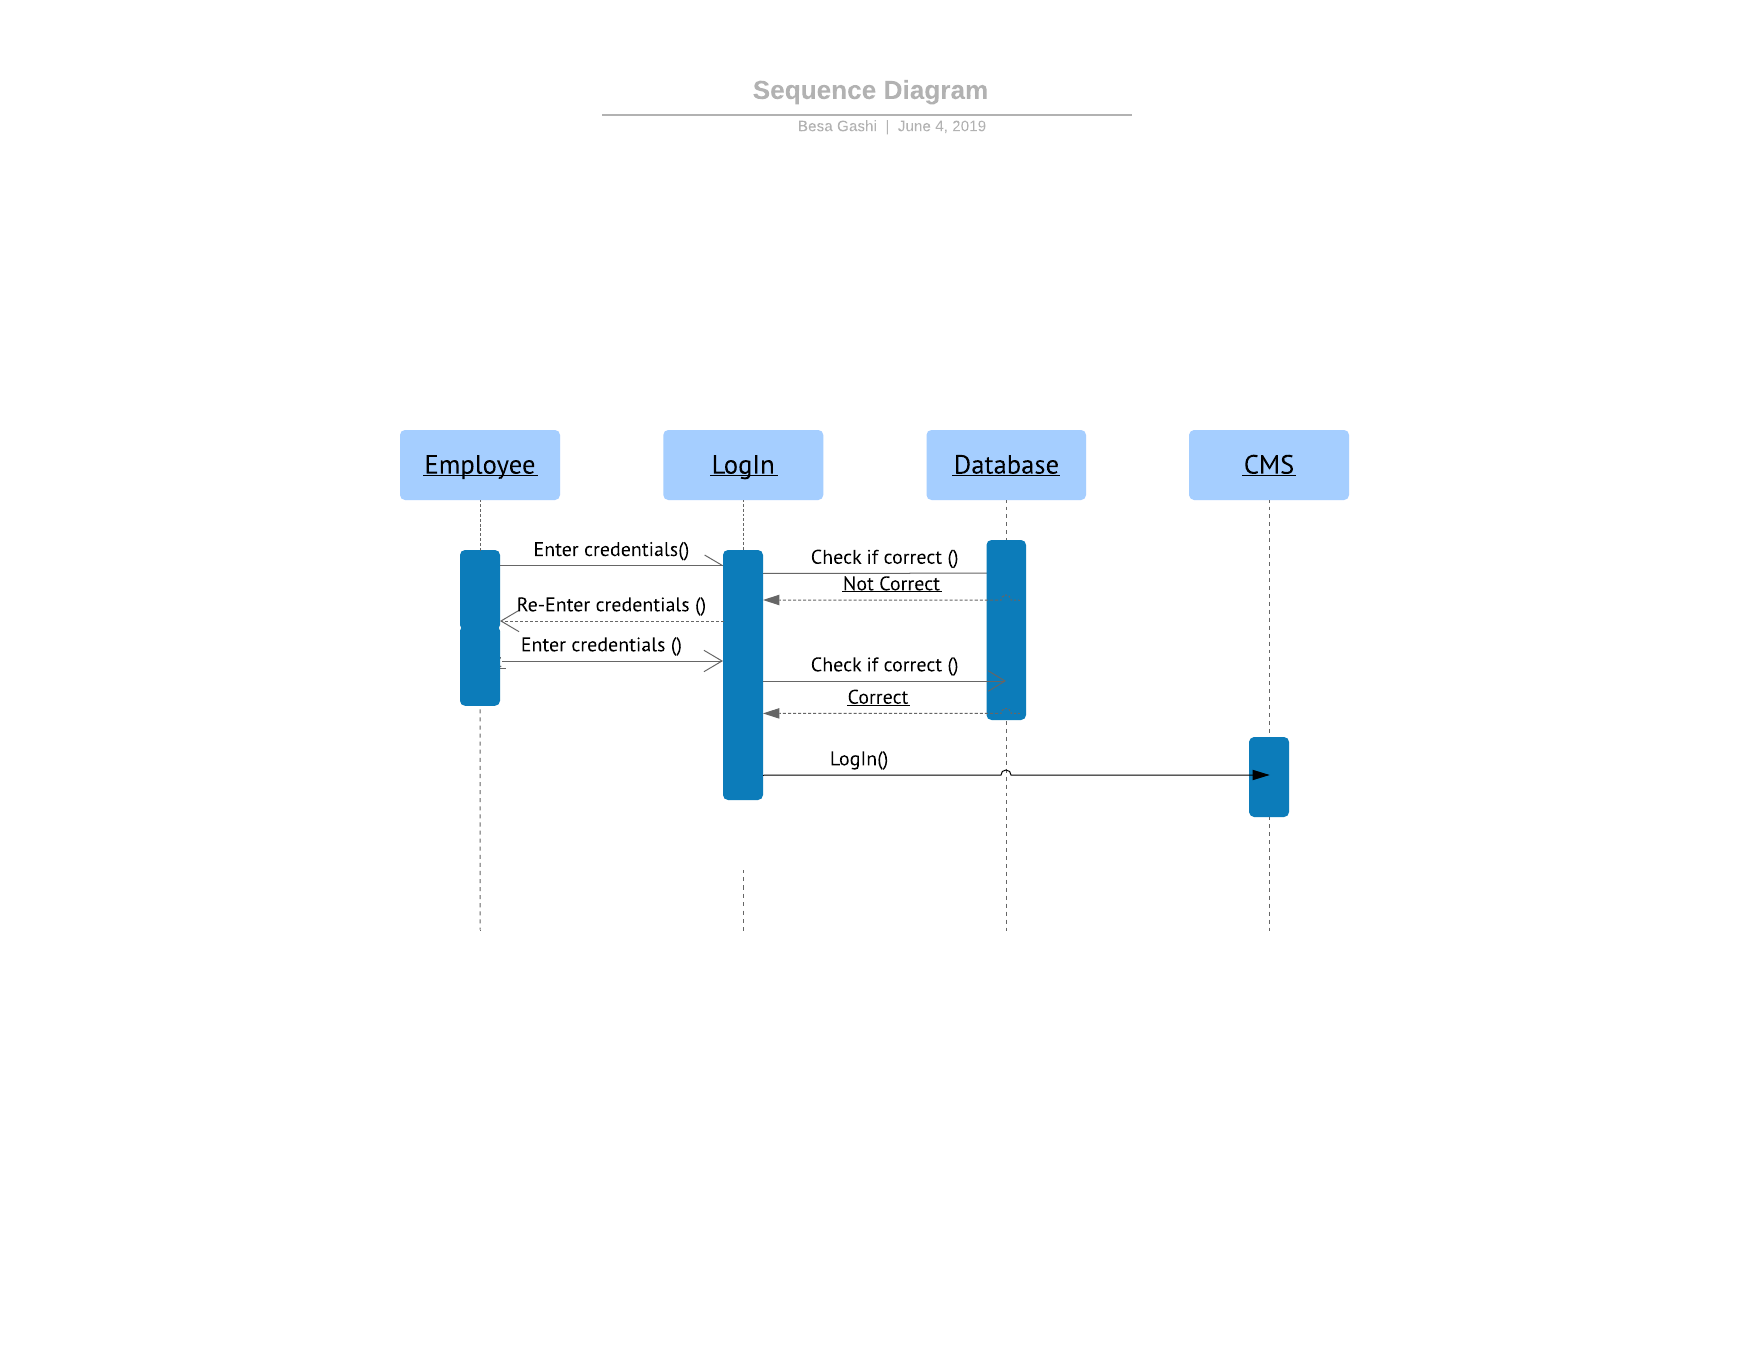 Sequence Diagram
Besa Gashi | June 4, 2019
Employee
LogIn
Database
CMS
Enter credentials()
Check if correct ()
Not Correct
Re-Enter credentials ()
Enter credentials ()
Check if correct ()
Correct
LogIn()